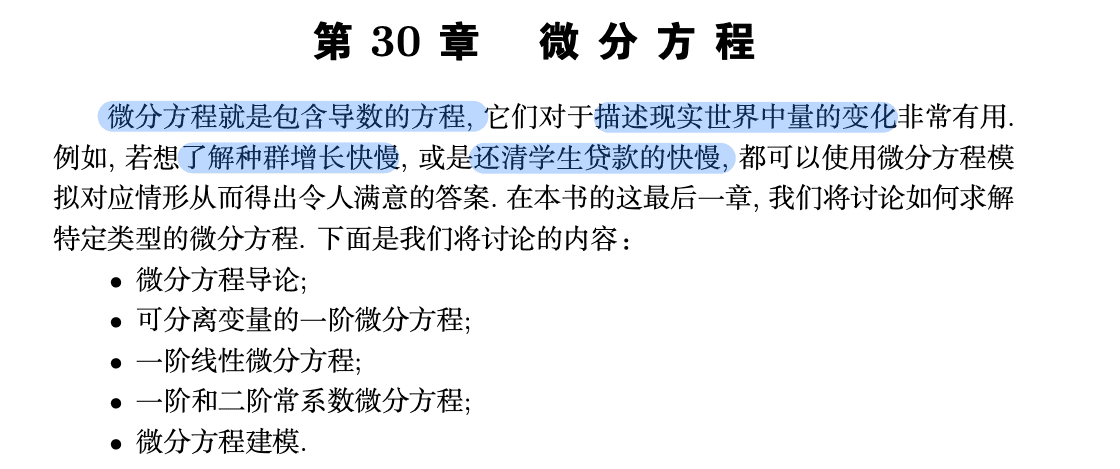 第 30 章 微分方程
微分方程就是包含导数的方程, 它们对于描述现实世界中量的变化非常有用.
例如, 若想了解种群增长快慢, 或是还清学生贷款的快慢, 都可以使用微分方程模
拟对应情形从而得出令人满意的答案. 在本书的这最后一章, 我们将讨论如何求解
特定类型的微分方程. 下面是我们将讨论的内容：
• 微分方程导论;
• 可分离变量的一阶微分方程;
• 一阶线性微分方程;
• 一阶和二阶常系数微分方程;
• 微分方程建模.